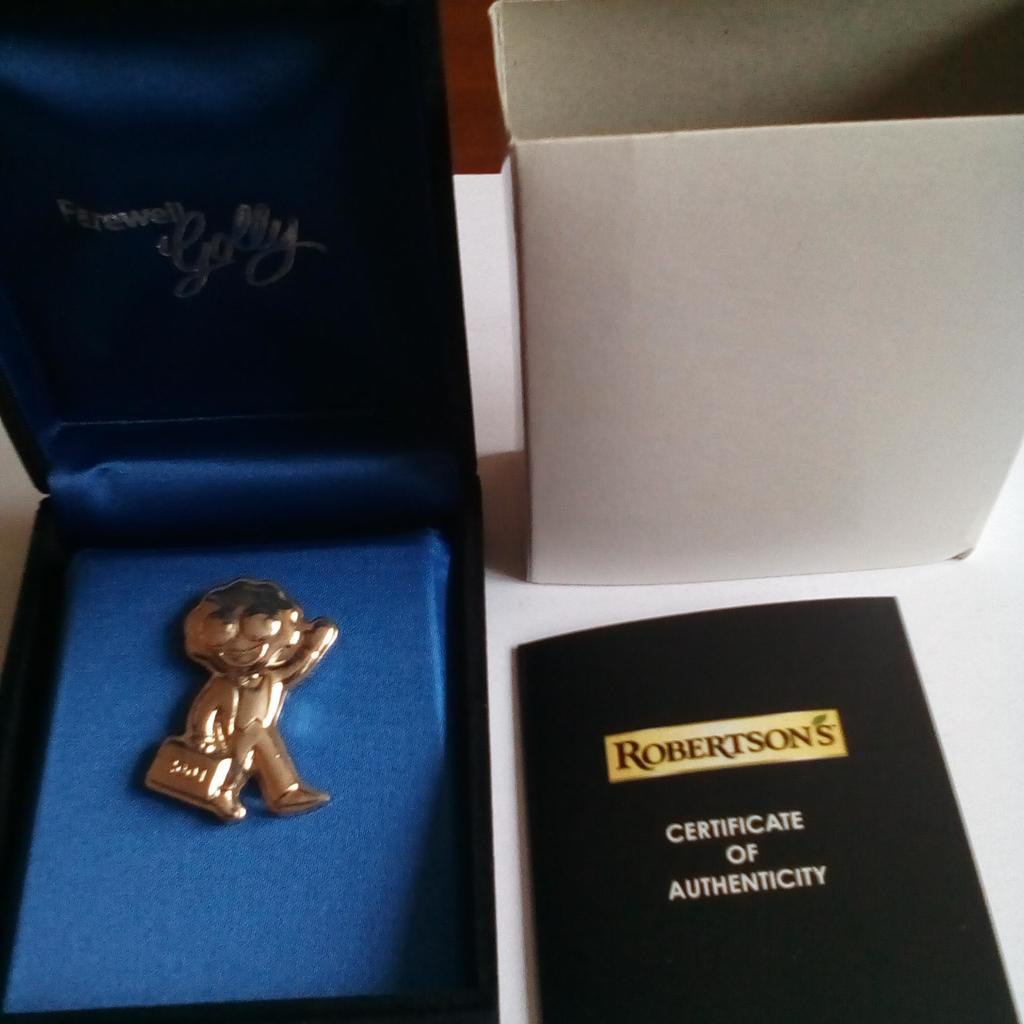 Farewell
Golly
ROBERTSON'S
CERTIFICATE
OF
AUTHENTICITY